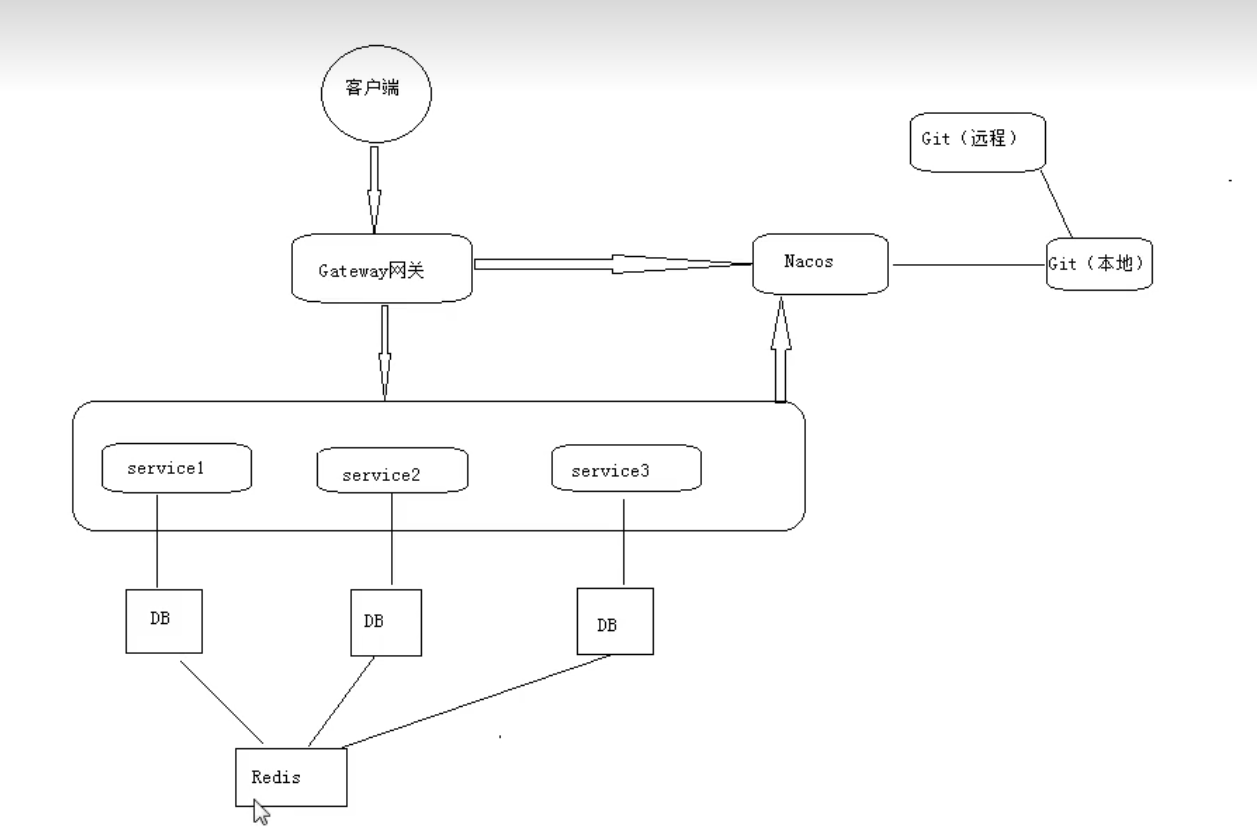 客户端
Git（远程）
Gateway网关
Nacos
Git（本地）
service1
service2
service3
DB
DB
DB
Redis